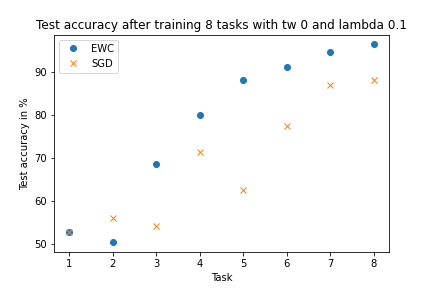 Test accuracy after training 8 tasks with tw 0 and lambda 0.1
EWC
SGD
90
80
70
60
50
Test accuracy in %
1 2 3 4 5 6 7 8
Task